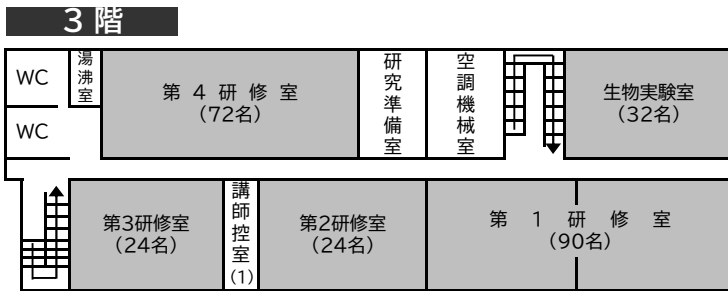 3階
WC
湯沸室
第4研修室
(72名)
研究準備室
空調機械室
生物実験室
(32名)
WC
第3研修室
(24名)
講師控室(1)
第2研修室
(24名)
第1研修室
(90名)